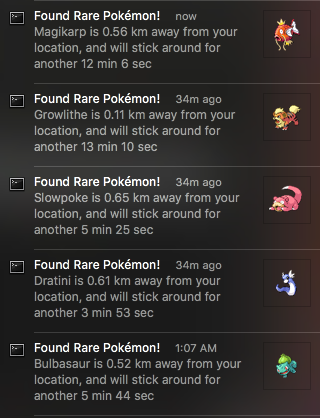 Found Rare Pokémon! now
Magikarp is 0.56 km away from your
location, and will stick around for
another 12 min 6 sec
Found Rare Pokémon! 34m ago
Growlithe is 0.11 km away from your
location, and will stick around for
another 13 min 10 sec
Found Rare Pokémon! 34m ago
Slowpoke is 0.65 km away from your
location, and will stick around for
another 5 min 25 sec
Found Rare Pokémon! 34m ago
Dratini is 0.61 km away from your
location, and will stick around for
another 3 min 53 sec
Found Rare Pokémon! 1:07 AM
Bulbasaur is 0.52 km away from your
location, and will stick around for
another 5 min 44 sec